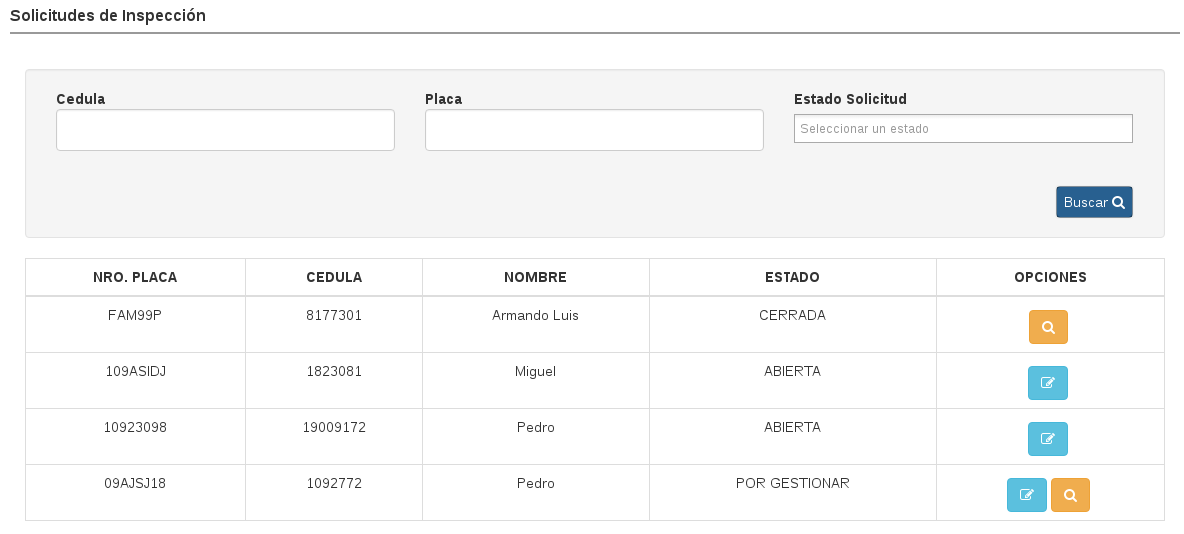 Solicitudes de Inspección
Cedula Placa Estado Solicitud
Seleccionar un estado
Buscar
NRO. PLACA CEDULA NOMBRE ESTADO OPCIONES
FAM99P 8177301 Armando Luis CERRADA
109ASIDJ 1823081 Miguel ABIERTA
10923098 19009172 Pedro ABIERTA
09AJSJ18 1092772 Pedro POR GESTIONAR